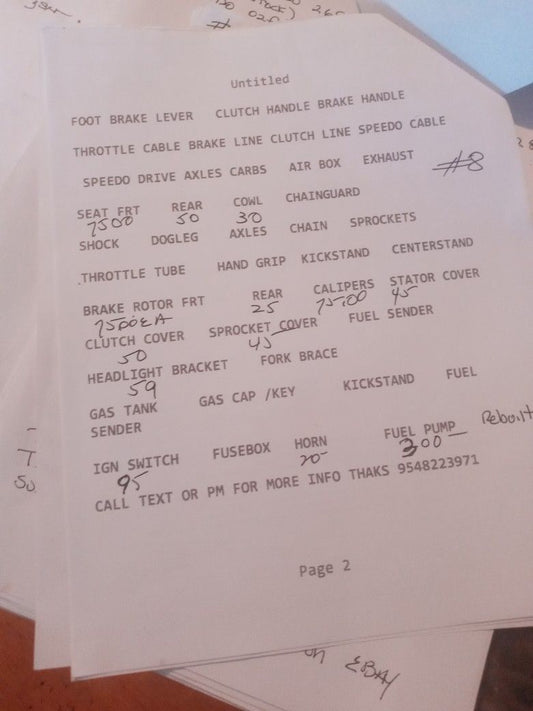 Untitled
FOOT BRAKE LEVER CLUTCH HANDLE BRAKE HANDLE
THROTTLE CABLE BRAKE LINE CLUTCH LINE SPEEDO CABLE
SPEEDO DRIVE AXLES CARBS AIR BOX EXHAUST
#8
SEAT FRT REAR COWL CHAINGUARD
7500 50 30
SHOCK DOGLEG AXLES CHAIN SPROCKETS
.THROTTLE TUBE HAND GRIP KICKSTAND CENTERSTAND
BRAKE ROTOR FRT REAR CALIPERS STATOR COVER
7500 EA 25 75,00 45
CLUTCH COVER SPROCKET COVER FUEL SENDER
50 45
HEADLIGHT BRACKET FORK BRACE
59
GAS TANK GAS CAP /KEY KICKSTAND FUEL
SENDER
IGN SWITCH FUSEBOX HORN FUEL PUMP Rebuilt
95 20 300
CALL TEXT OR PM FOR MORE INFO THAKS 9548223971
Page 2
on EBAY